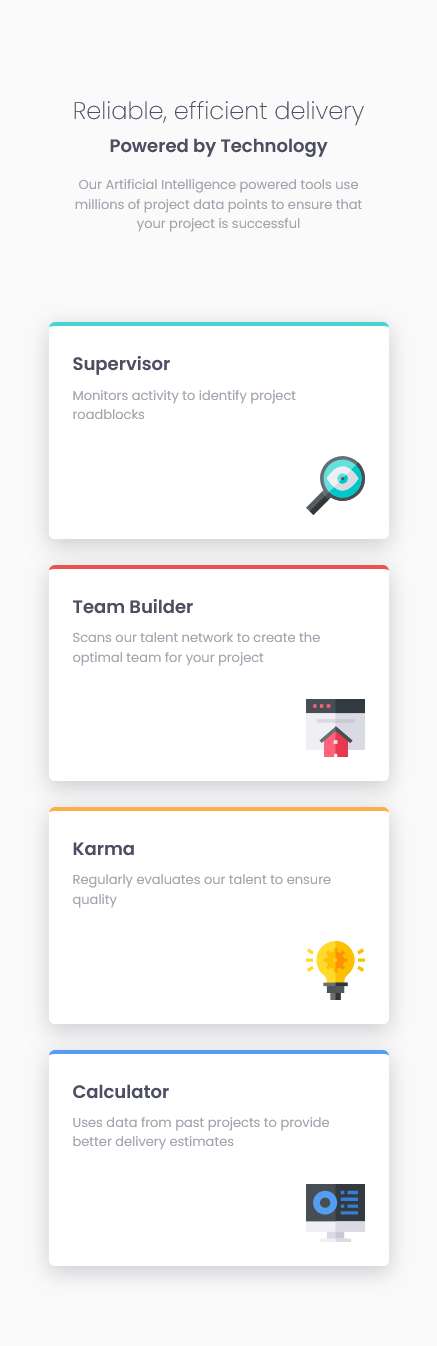 Reliable, efficient delivery
Powered by Technology
Our Artificial Intelligence powered tools use
millions of project data points to ensure that
your project is successful
Supervisor
Monitors activity to identify project
roadblocks
Team Builder
Scans our talent network to create the
optimal team for your project
Karma
Regularly evaluates our talent to ensure
quality
Calculator
Uses data from past projects to provide
better delivery estimates